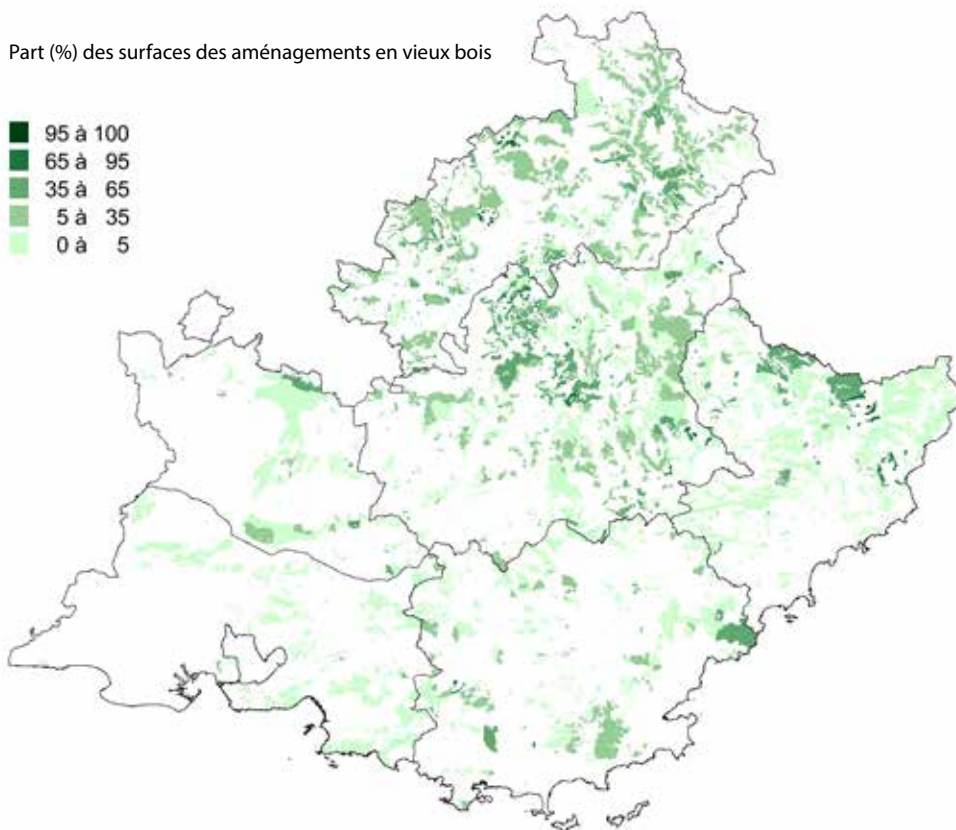 Part (%) des surfaces des aménagements en vieux bois
95 à 100
65 à 95
35 à 65
5 à 35
0 à 5